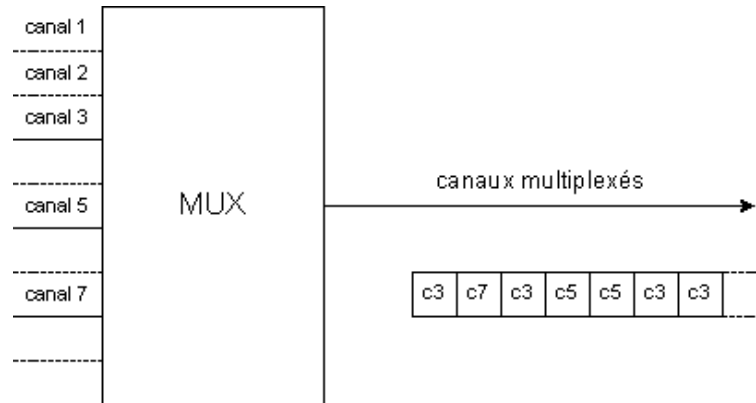 canal 1
canal 2
canal 3
canal 5
canal 7
MUX
canaux multiplexés
c3 c7 c3 c5 c5 c3 c3